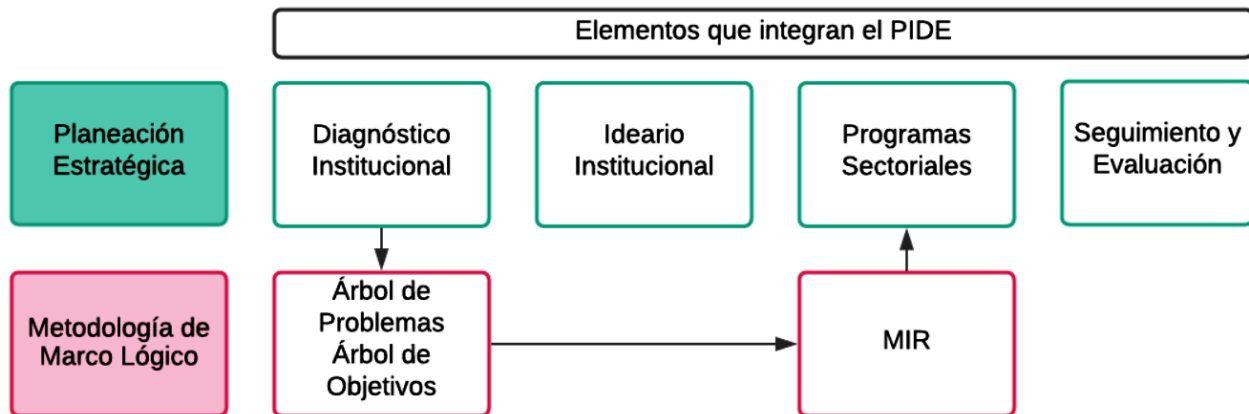 Elementos que integran el PIDE
Planeación
Estratégica
Diagnóstico
Institucional
Ideario
Institucional
Programas
Sectoriales
Seguimiento y
Evaluación
Metodología de
Marco Lógico
Árbol de
Problemas
Árbol de
Objetivos
MIR